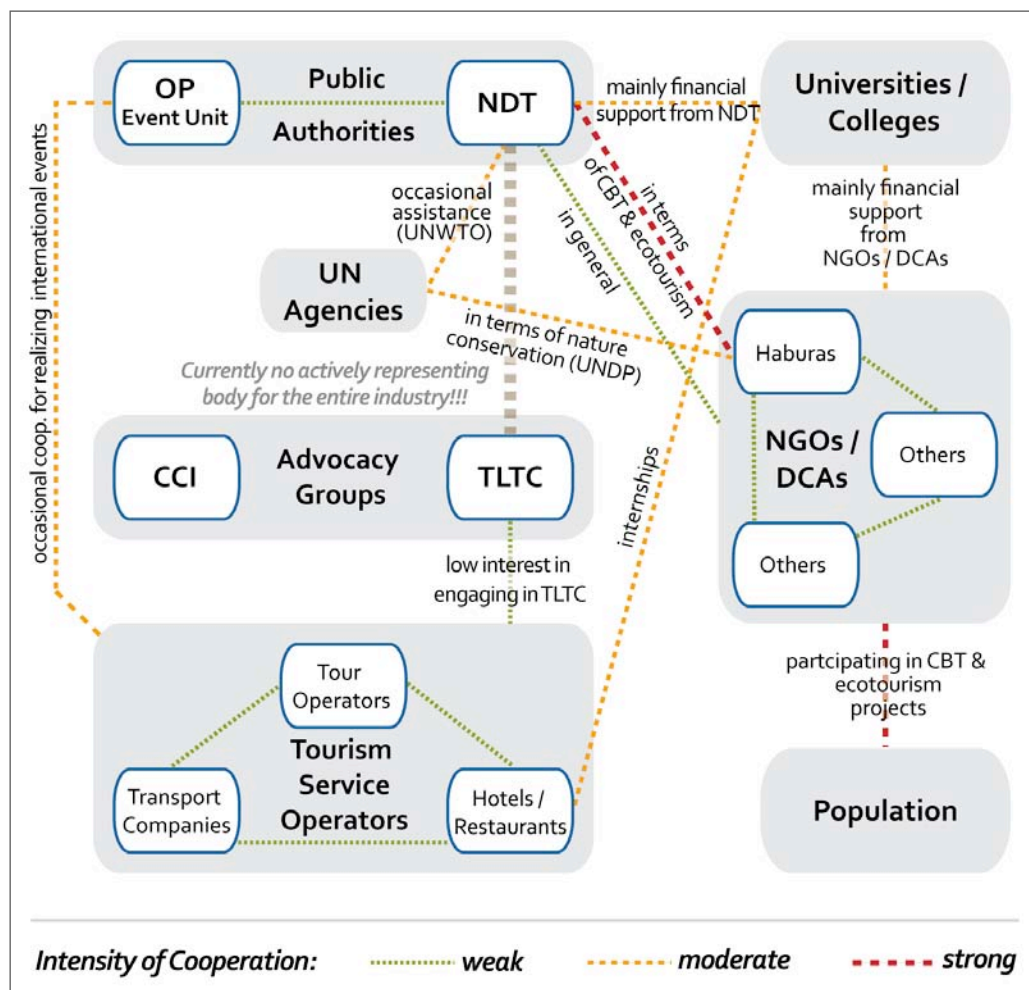 OP
Event Unit
Public
Authorities
NDT
mainly financial
support from NDT
Universities /
Colleges
occasional coop. for realizing international events
occasional
assistance
(UNWTO)
in terms
of CBT & ecotourism
in general
mainly financial
support
from
NGOs / DCAs
UN
Agencies
in terms of nature
conservation (UNDP)
Haburas
Others
NGOs /
DCAs
Others
Currently no actively representing
body for the entire industry!!!
CCI
Advocacy
Groups
TLTC
internships
low interest in
engaging in TLTC
Tour
Operators
Tourism
Service
Operators
Transport
Companies
Hotels /
Restaurants
partcipating in CBT &
ecotourism
projects
Population
Intensity of Cooperation:
weak
moderate
strong